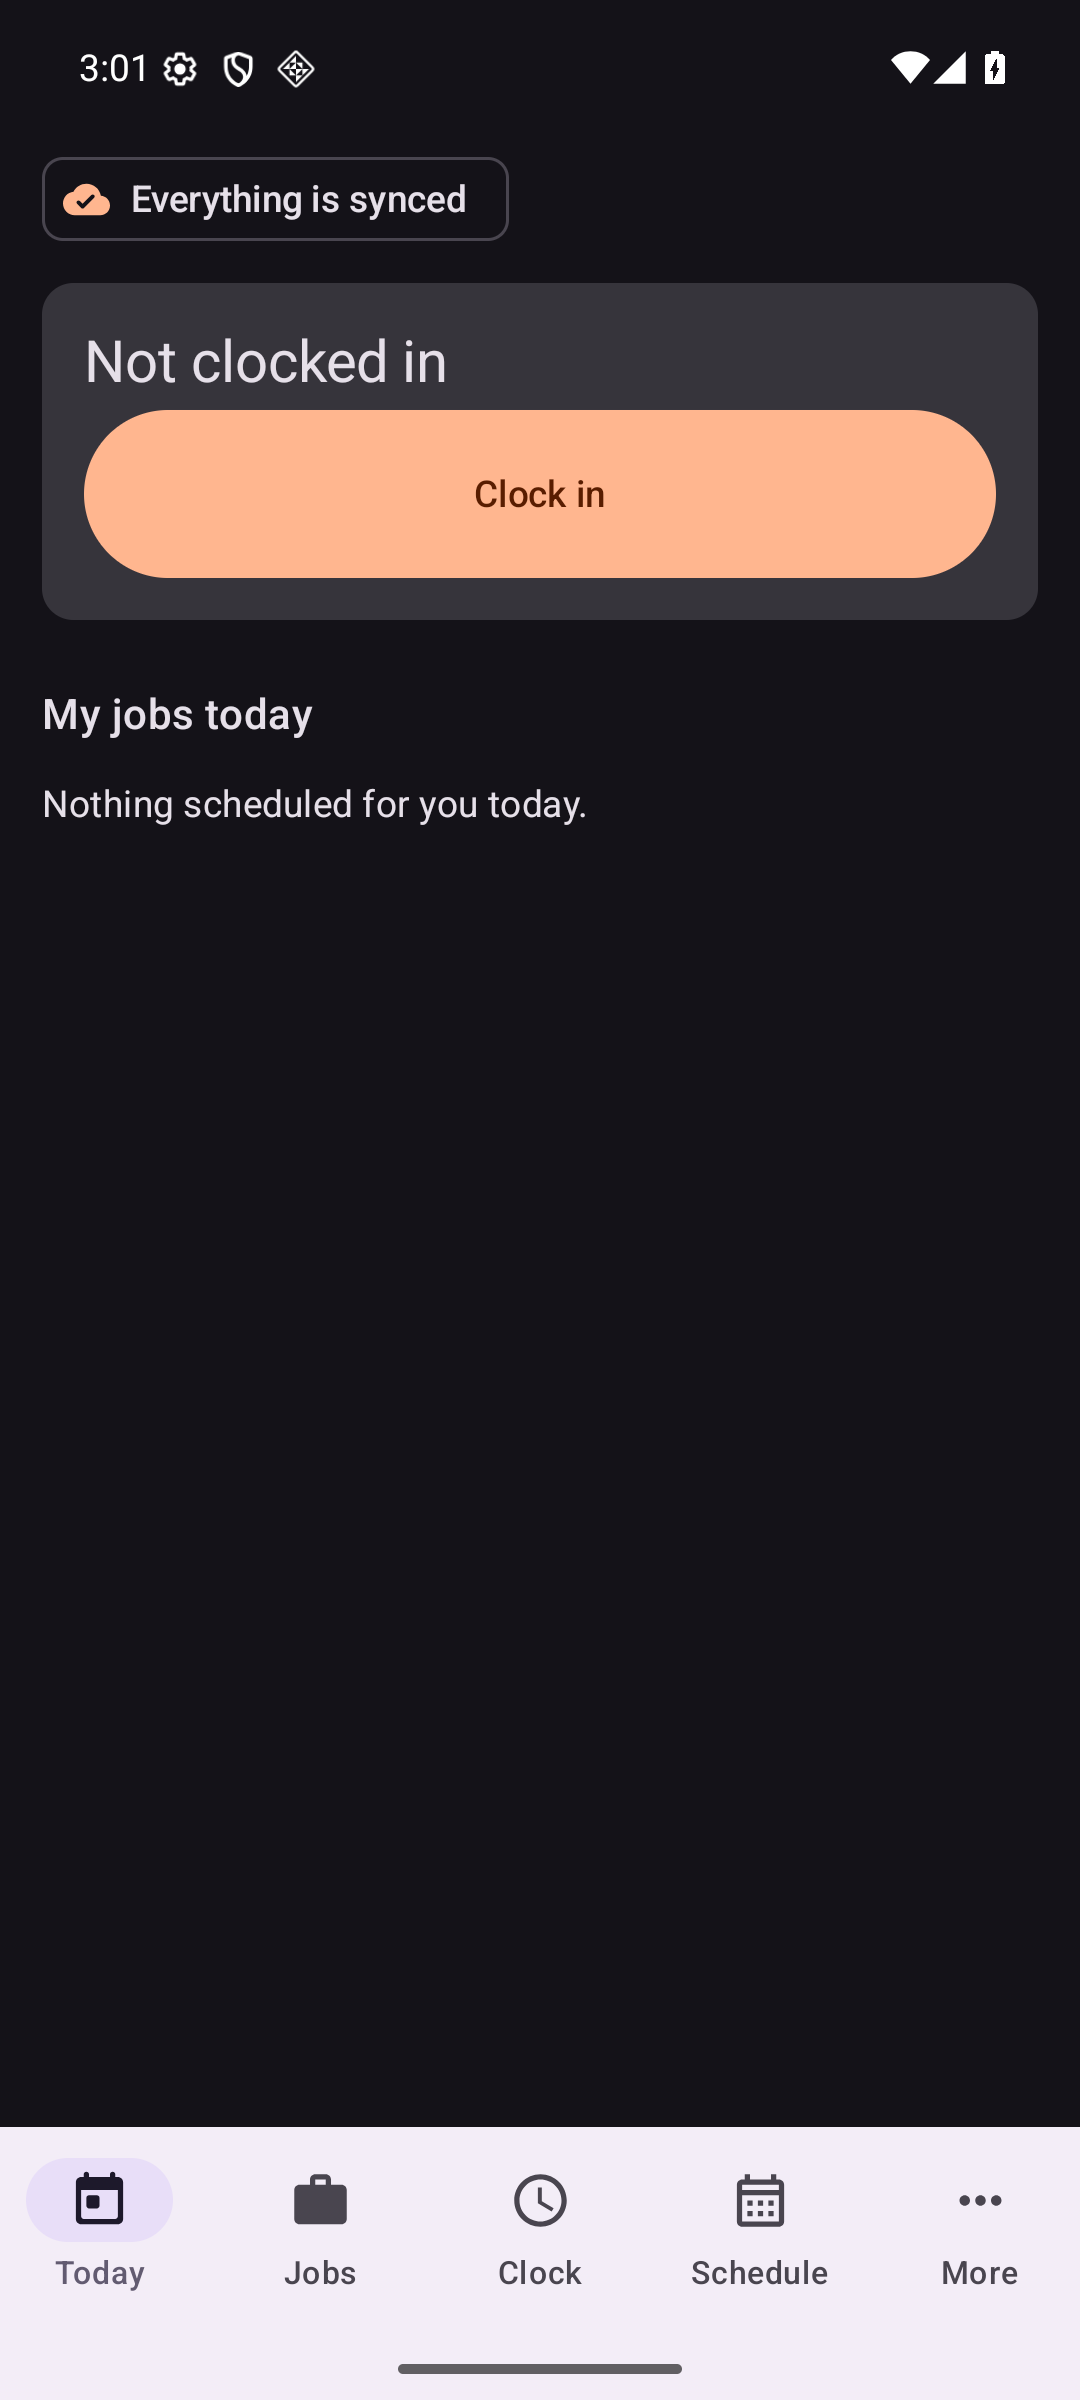 3:01
Everything is synced
Not clocked in
Clock in
My jobs today
Nothing scheduled for you today.
Today
Jobs
Clock
Schedule
More